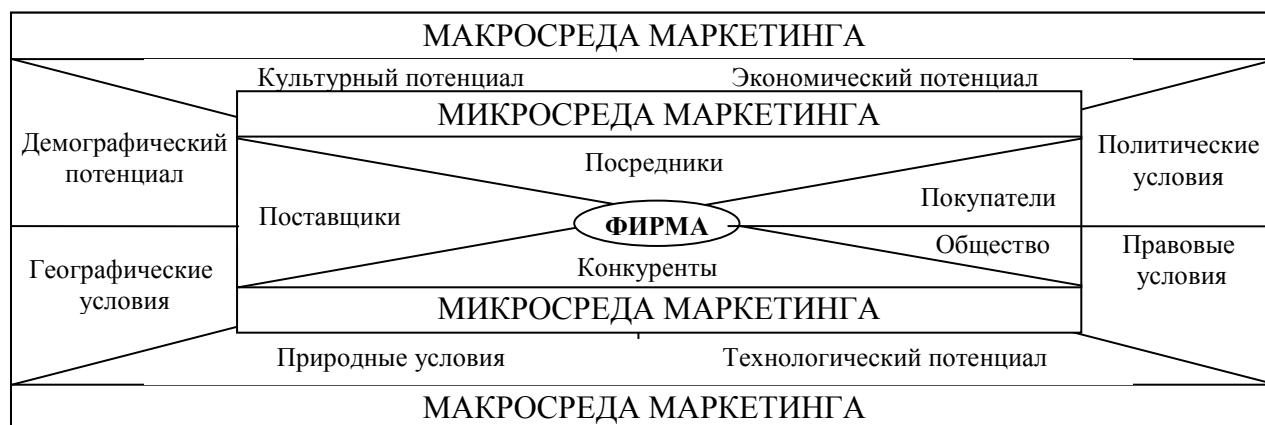 МАКРОСРЕДА МАРКЕТИНГА
Культурный потенциал
Экономический потенциал
МИКРОСРЕДА МАРКЕТИНГА
Демографический
потенциал
Посредники
Политические
условия
Поставщики
Покупатели
ФИРМА
Общество
Правовые
условия
Географические
условия
Конкуренты
МИКРОСРЕДА МАРКЕТИНГА
Природные условия
Технологический потенциал
МАКРОСРЕДА МАРКЕТИНГА